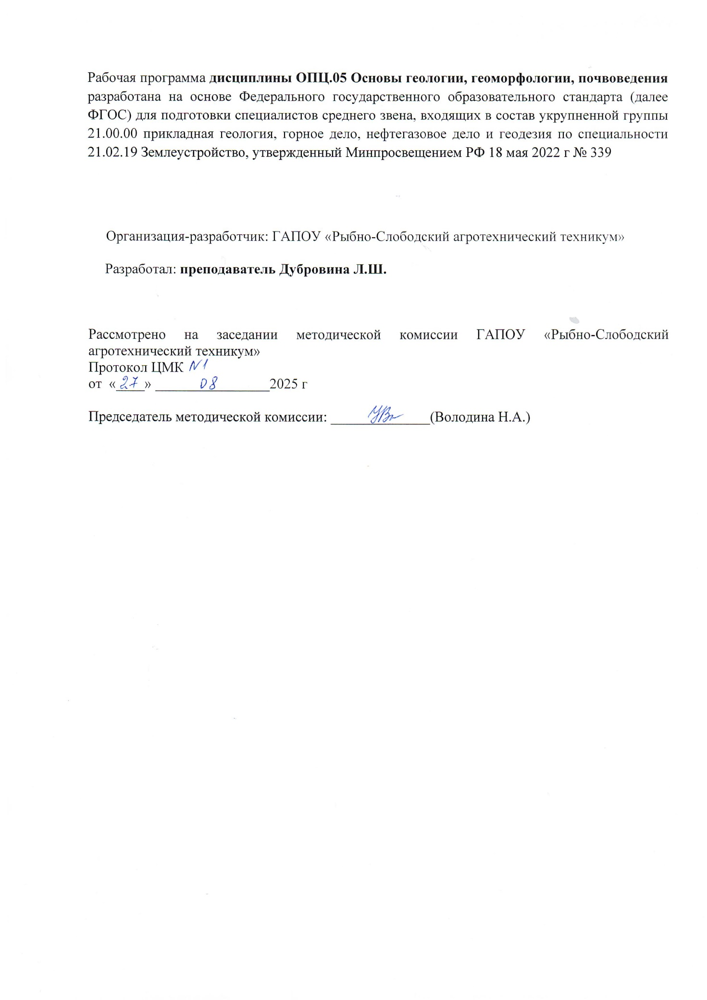 Рабочая программа дисциплины ОПЦ.05 Основы геологии, геоморфологии, почвоведения
разработана на основе Федерального государственного образовательного стандарта (далее
ФГОС) для подготовки специалистов среднего звена, входящих в состав укрупненной группы
21.00.00 прикладная геология, горное дело, нефтегазовое дело и геодезия по специальности
21.02.19 Землеустройство, утвержденный Минпросвещением РФ 18 мая 2022 г № 339
Организация-разработчик: ГАПОУ «Рыбно-Слободский агротехнический техникум»
Разработал: преподаватель Дубровина Л.Ш.
Рассмотрено на заседании методической комиссии ГАПОУ «Рыбно-Слободский
агротехнический техникум»
Протокол ЦМК N1
от «27» 08 2025 г
Председатель методической комиссии: (Володина Н.А.)